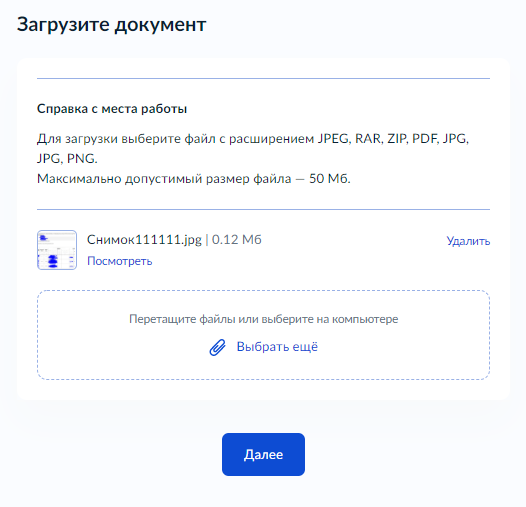 Загрузите документ
Справка с места работы
Для загрузки выберите файл с расширением JPEG, RAR, ZIP, PDF, JPG,
JPG, PNG.
Максимально допустимый размер файла — 50 Мб.
Снимок111111.jpg | 0.12 Мб
Удалить
Посмотреть
Перетащите файлы или выберите на компьютере
Выбрать ещё
Далее